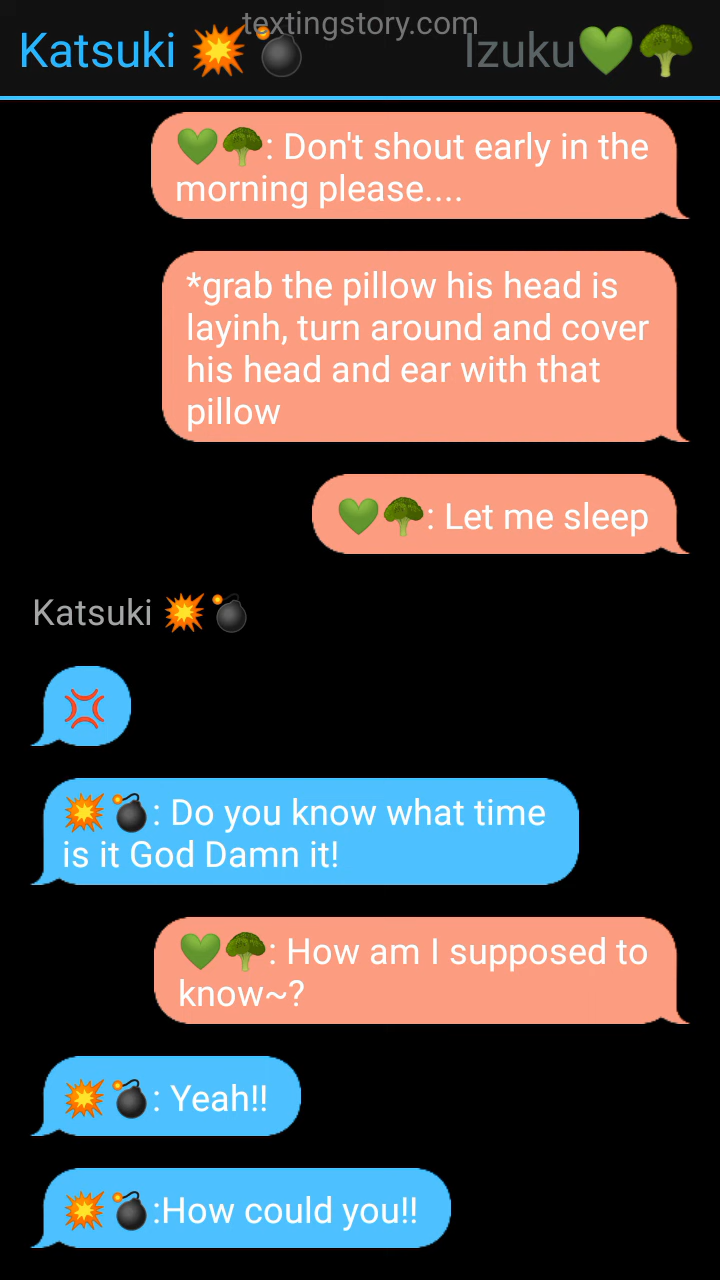 textingstory.com
Katsuki 💥💣 Izuku💚🥦
💚🥦: Don't shout early in the
morning please....
*grab the pillow his head is
layinh, turn around and cover
his head and ear with that
pillow
💚🥦: Let me sleep
Katsuki 💥💣
💢
💥💣: Do you know what time
is it God Damn it!
💚🥦: How am I supposed to
know~?
💥💣: Yeah!!
💥💣:How could you!!